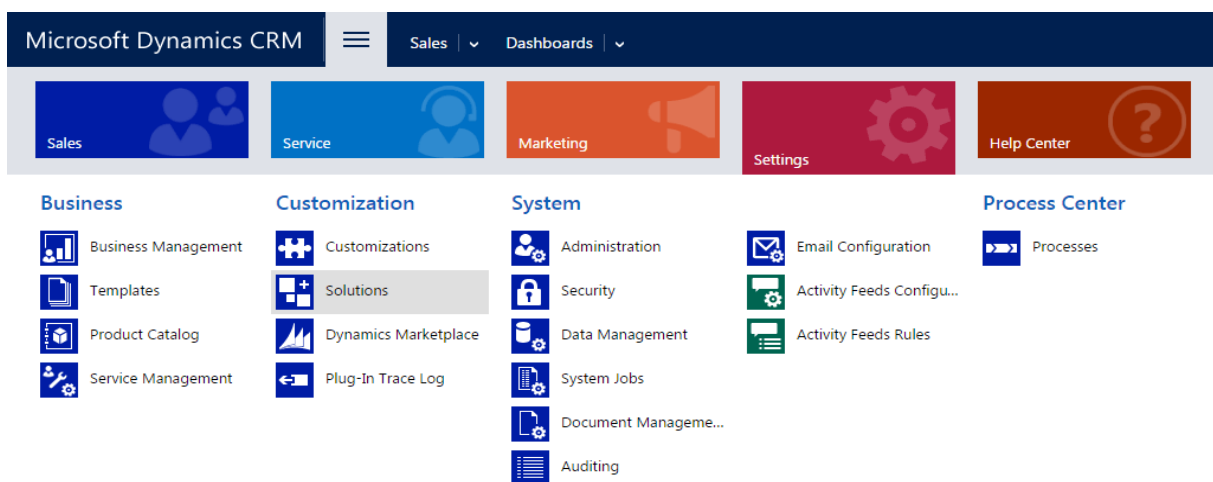 Microsoft Dynamics CRM Sales Dashboards
Sales
Service
Marketing
Settings
Help Center
Business
Business Management
Templates
Product Catalog
Service Management
Customization
Customizations
Solutions
Dynamics Marketplace
Plug-In Trace Log
System
Administration
Security
Data Management
System Jobs
Document Manageme...
Auditing
Email Configuration
Activity Feeds Configu...
Activity Feeds Rules
Process Center
Processes